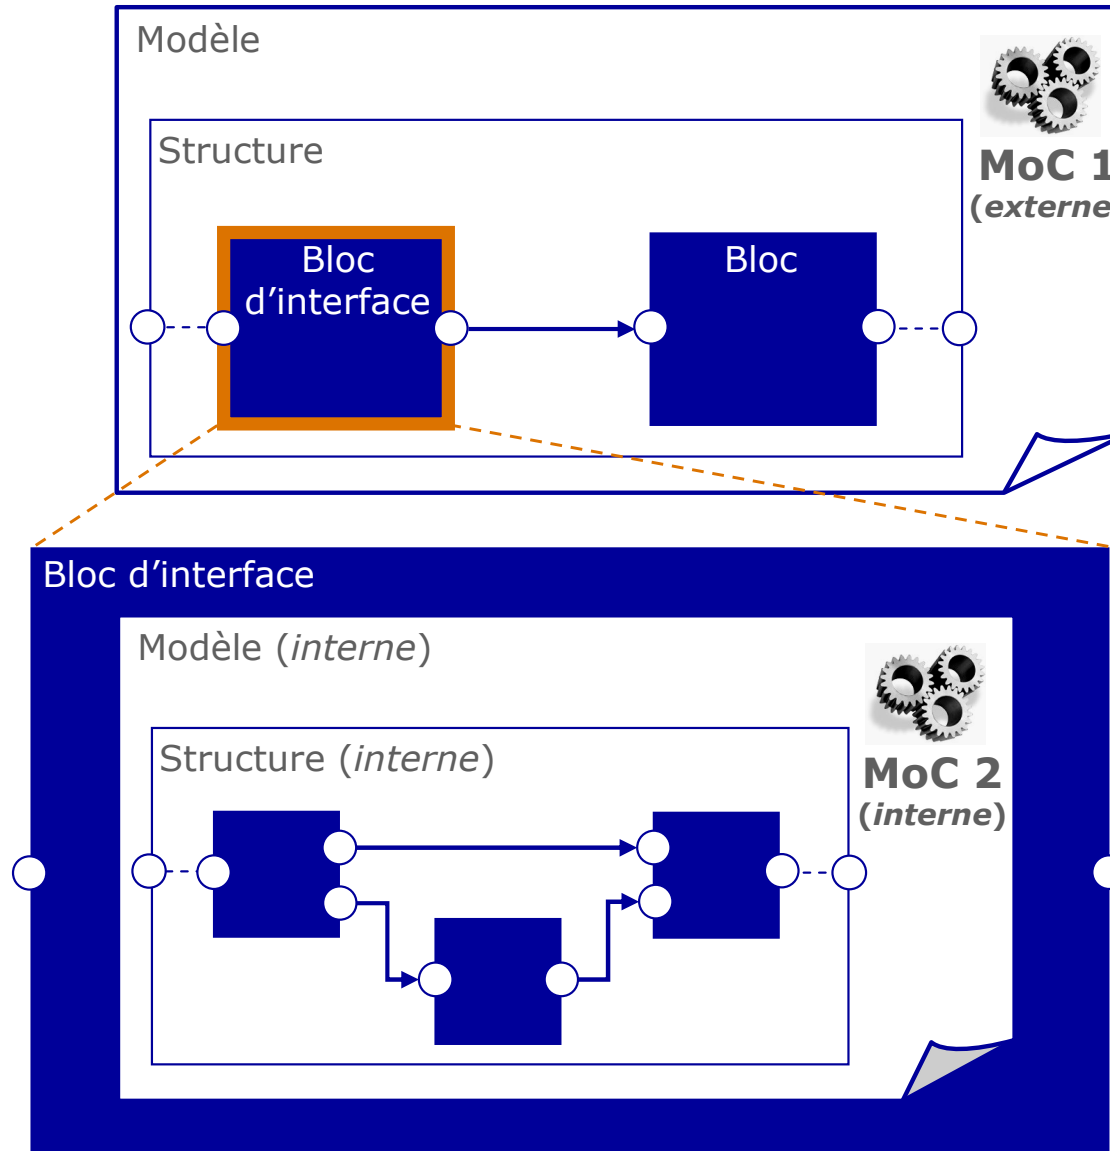 Modèle
Structure
MoC 1
(externe
Bloc
d’interface
Bloc
Bloc d’interface
Modèle (interne)
Structure (interne)
MoC 2
(interne)